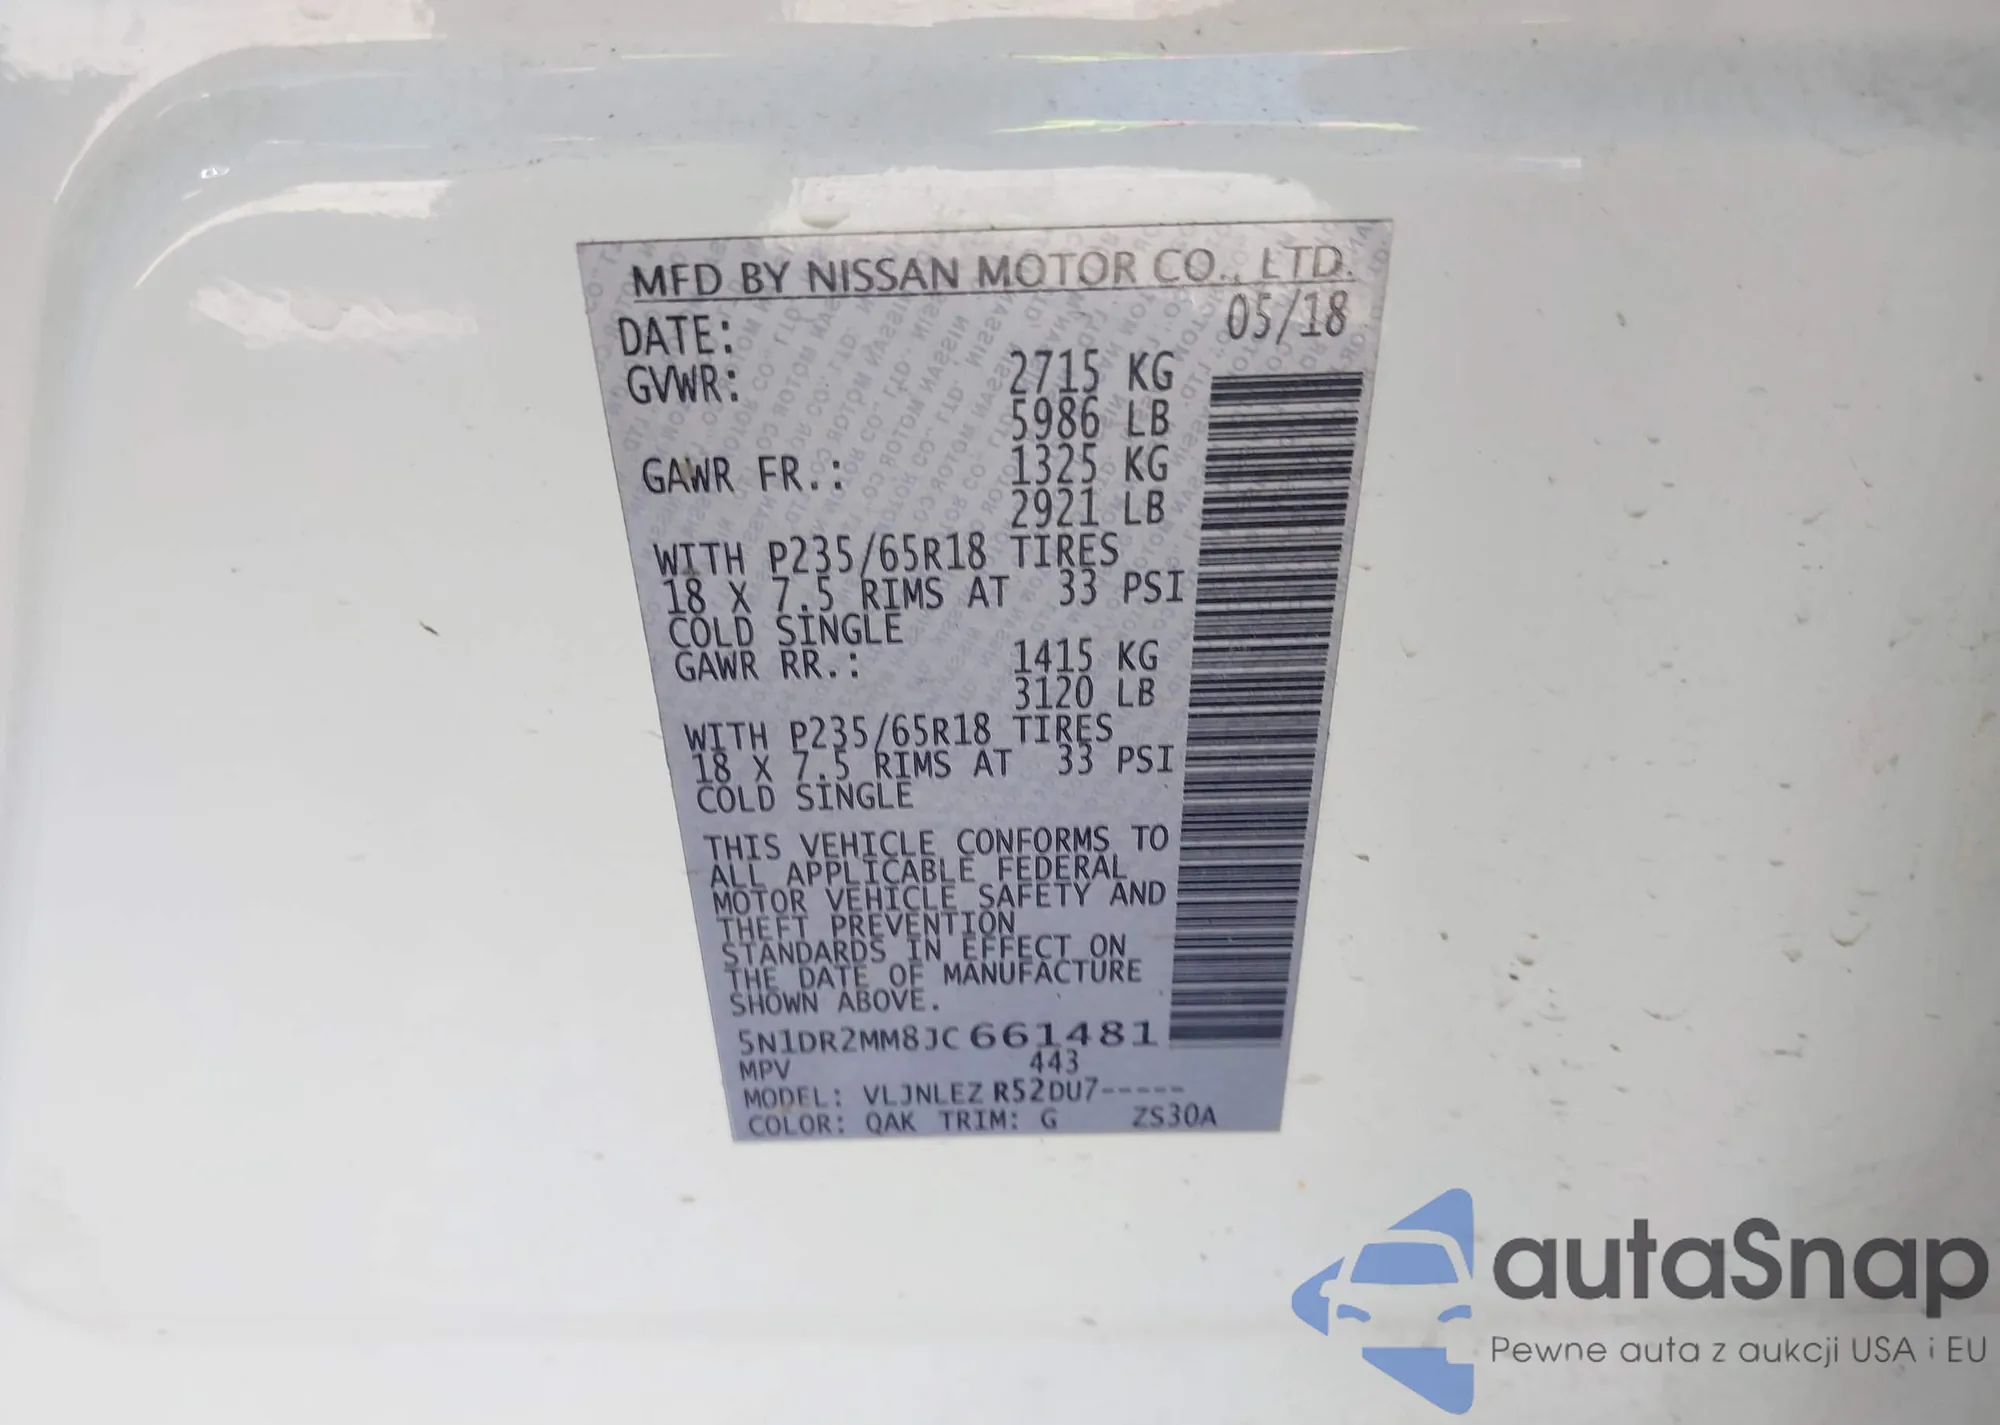 MFD BY NISSAN MOTOR CO., LTD.
DATE: 05/18
GVWR: 2715 KG
5986 LB
GAWR FR.: 1325 KG
2921 LB
WITH P235/65R18 TIRES
18 X 7.5 RIMS AT 33 PSI
COLD SINGLE
GAWR RR.: 1415 KG
3120 LB
WITH P235/65R18 TIRES
18 X 7.5 RIMS AT 33 PSI
COLD SINGLE
THIS VEHICLE CONFORMS TO
ALL APPLICABLE FEDERAL
MOTOR VEHICLE SAFETY AND
THEFT PREVENTION
STANDARDS IN EFFECT ON
THE DATE OF MANUFACTURE
SHOWN ABOVE.
5N1DR2MM8JC661481
MPV 443
MODEL: VLJNLEZ R52DU7-----
COLOR: QAK TRIM: G ZS30A
autaSnap
Pewne auta z aukcji USA i EU